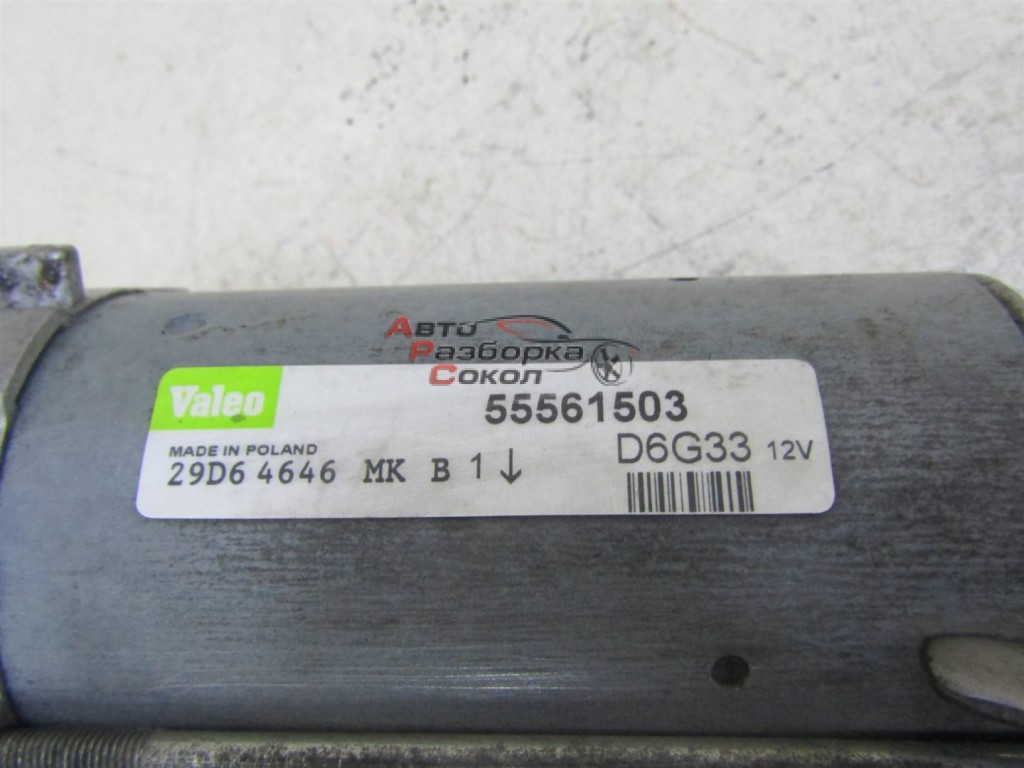 Авто
Разборка
Сокол
Valeo
55561503
MADE IN POLAND
D6G33 12V
29D6 4646 MK B 1↓